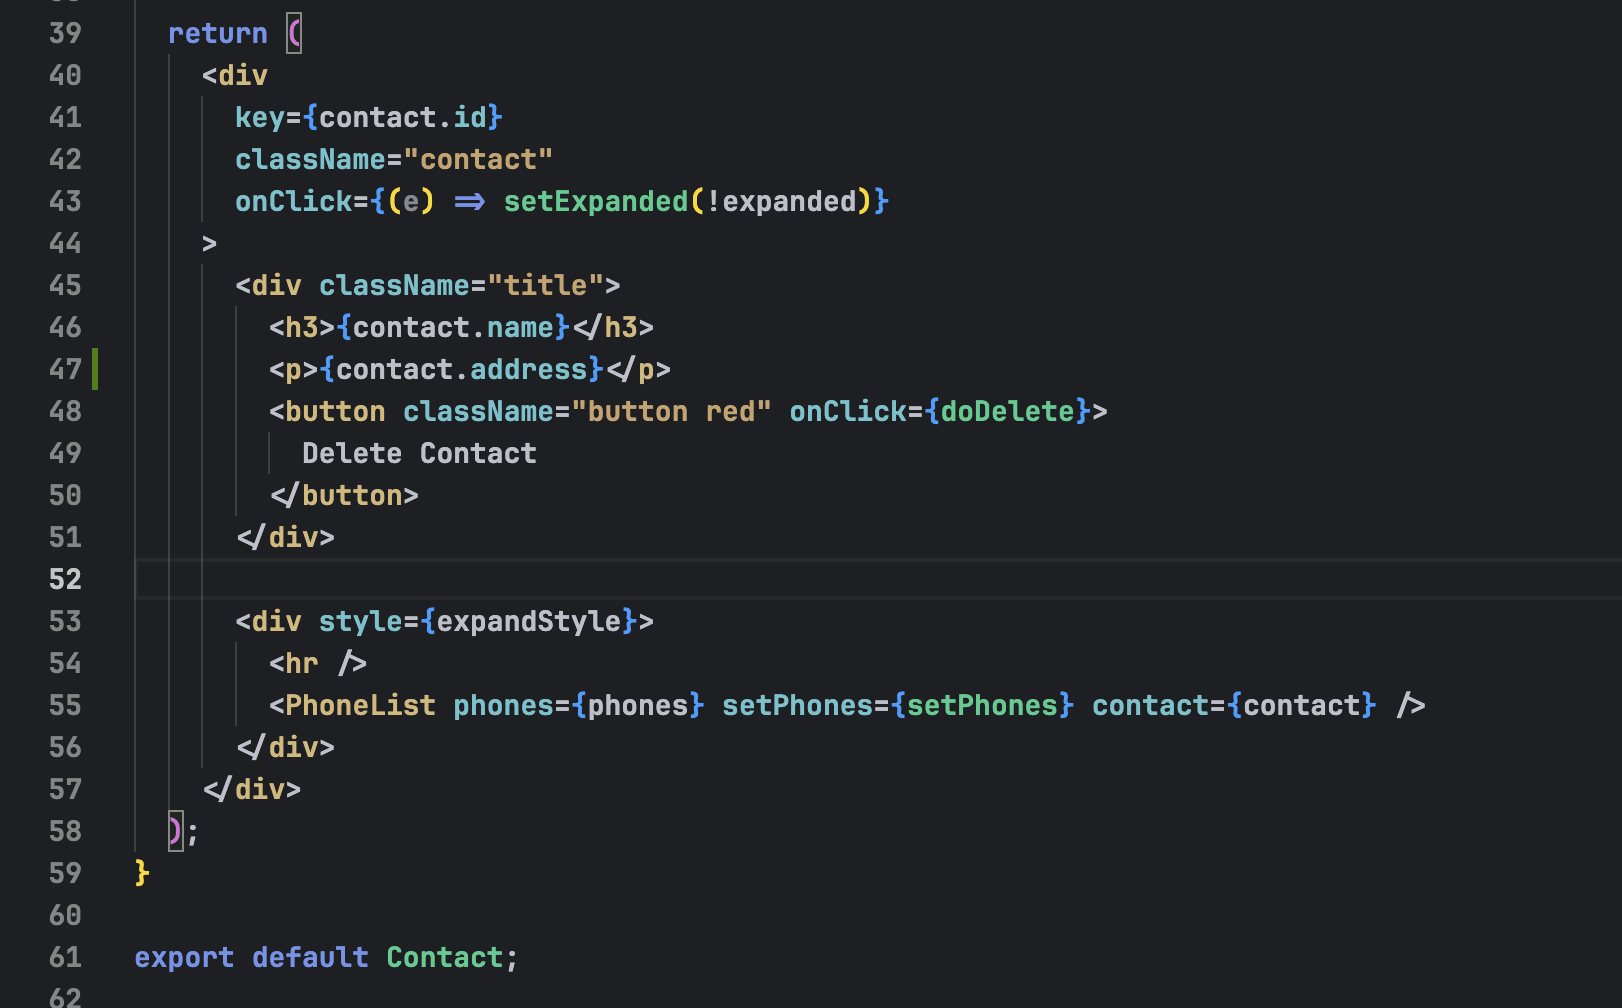 39 return (
40 <div
41 key={contact.id}
42 className="contact"
43 onClick={(e) => setExpanded(!expanded)}
44 >
45 <div className="title">
46 <h3>{contact.name}</h3>
47 <p>{contact.address}</p>
48 <button className="button red" onClick={doDelete}>
49 Delete Contact
50 </button>
51 </div>
52
53 <div style={expandStyle}>
54 <hr />
55 <PhoneList phones={phones} setPhones={setPhones} contact={contact} />
56 </div>
57 </div>
58 );
59 }
60
61 export default Contact;
62